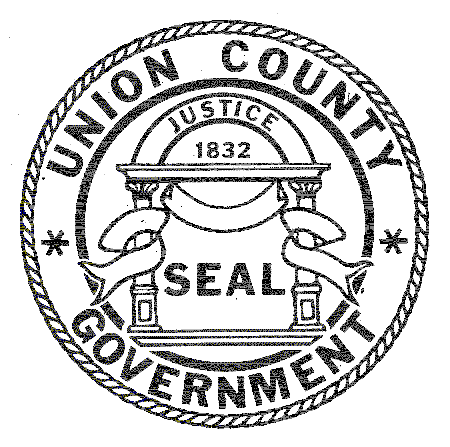 UNION COUNTY
JUSTICE
1832
SEAL
* GOVERNMENT *